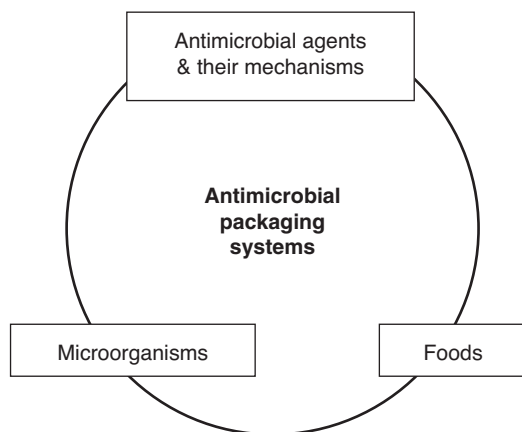 Antimicrobial agents
& their mechanisms
Antimicrobial
packaging
systems
Microorganisms
Foods